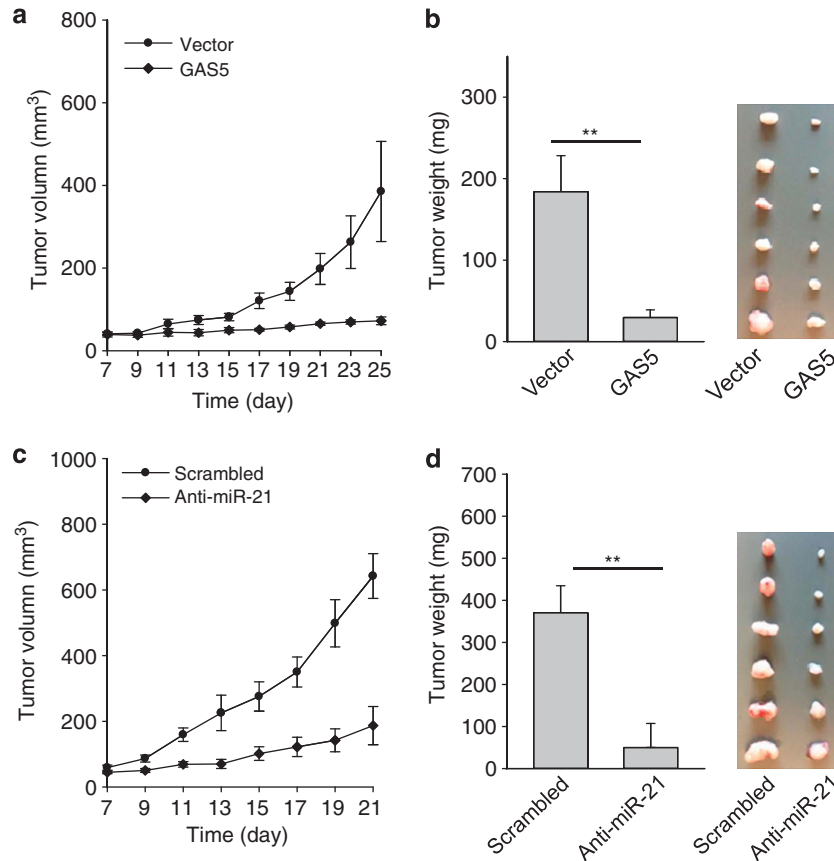 a
800
600
400
200
0
Tumor volumn (mm³)
Vector
GAS5
7 9 11 13 15 17 19 21 23 25
Time (day)
b
300
200
100
0
Tumor weight (mg)
**
Vector GAS5
Vector GAS5
c
1000
800
600
400
200
0
Tumor volumn (mm³)
Scrambled
Anti-miR-21
7 9 11 13 15 17 19 21
Time (day)
d
700
600
500
400
300
200
100
0
Tumor weight (mg)
**
Scrambled Anti-miR-21
Scrambled Anti-miR-21